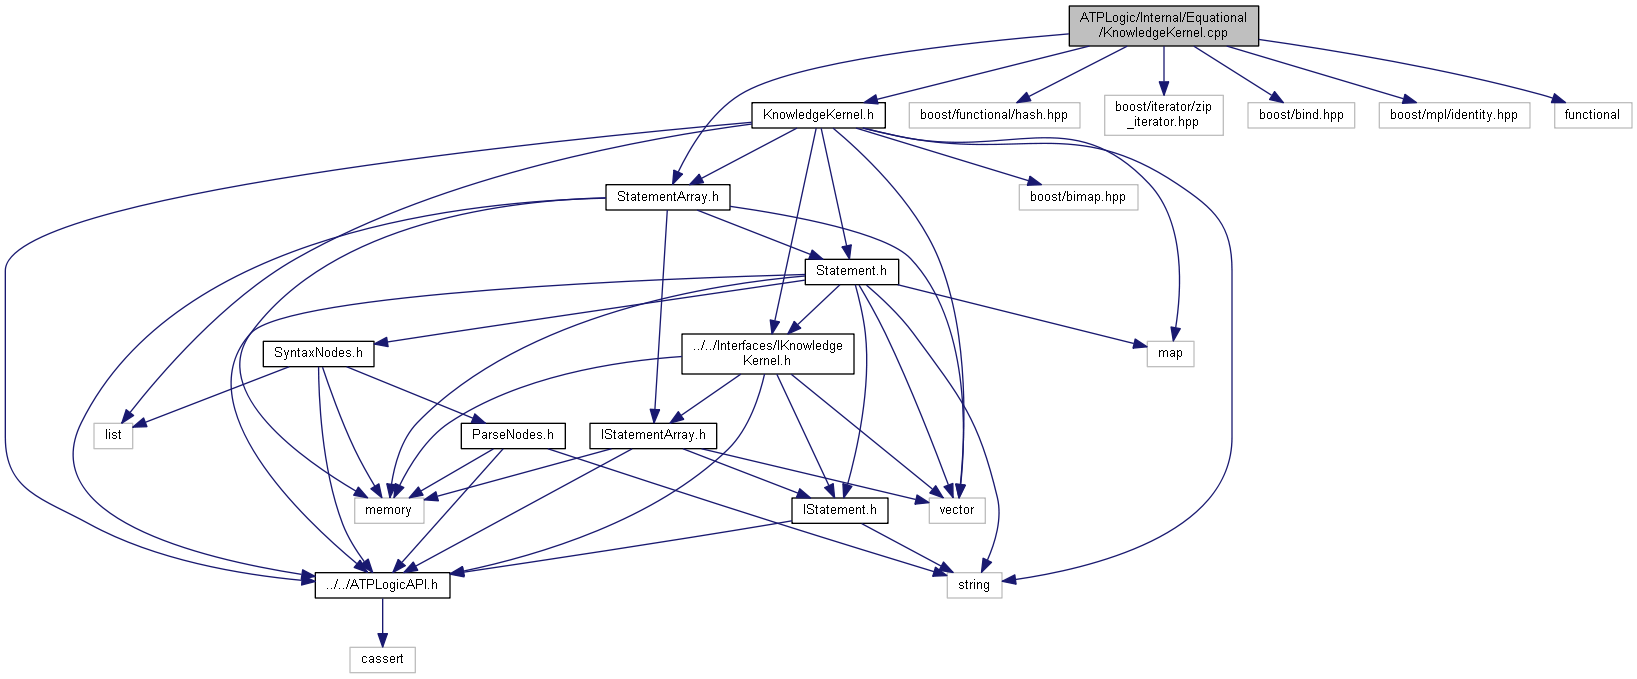 ATPLogic/Internal/Equational
/KnowledgeKernel.cpp
KnowledgeKernel.h
boost/functional/hash.hpp
boost/iterator/zip
_iterator.hpp
boost/bind.hpp
boost/mpl/identity.hpp
functional
StatementArray.h
boost/bimap.hpp
Statement.h
SyntaxNodes.h
../../Interfaces/IKnowledge
Kernel.h
map
list
ParseNodes.h
IStatementArray.h
memory
IStatement.h
vector
../../ATPLogicAPI.h
string
cassert